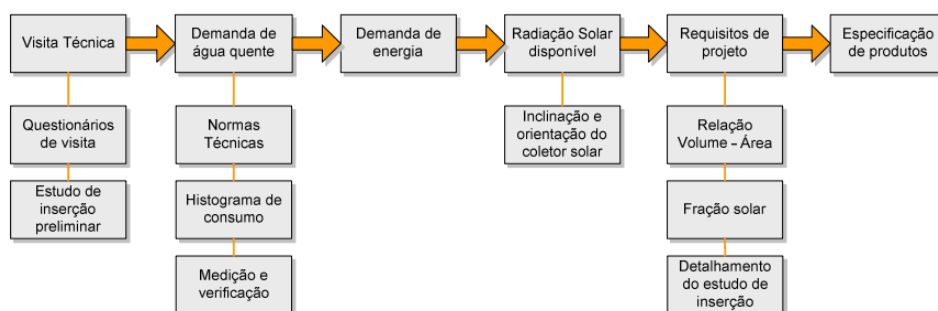 Visita Técnica
Demanda de
água quente
Demanda de
energia
Radiação Solar
disponível
Requisitos de
projeto
Especificação
de produtos
Questionários
de visita
Estudo de
inserção
preliminar
Normas
Técnicas
Histograma de
consumo
Medição e
verificação
Inclinação e
orientação do
coletor solar
Relação
Volume – Área
Fração solar
Detalhamento
do estudo de
inserção